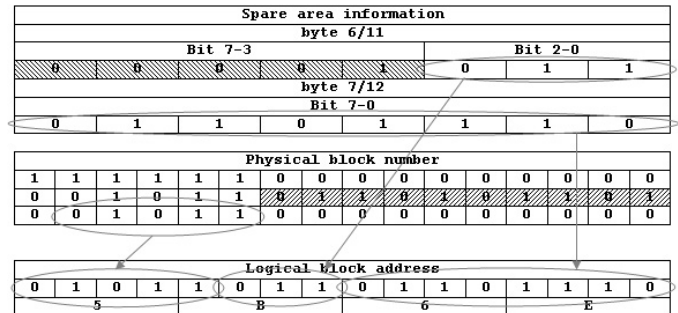 Spare area information
byte 6/11
Bit 7-3 Bit 2-0
0 0 0 0 1 0 1 1
byte 7/12
Bit 7-0
0 1 1 0 1 1 1 0
Physical block number
1 1 1 1 1 1 0 0 0 0 0 0 0 0 0 0
0 0 1 0 1 1 0 1 1 0 1 0 1 1 0 1
0 0 1 0 1 1 0 0 0 0 0 0 0 0 0 0
Logical block address
0 1 0 1 1 0 1 1 0 1 1 0 1 1 1 0
5 B 6 E